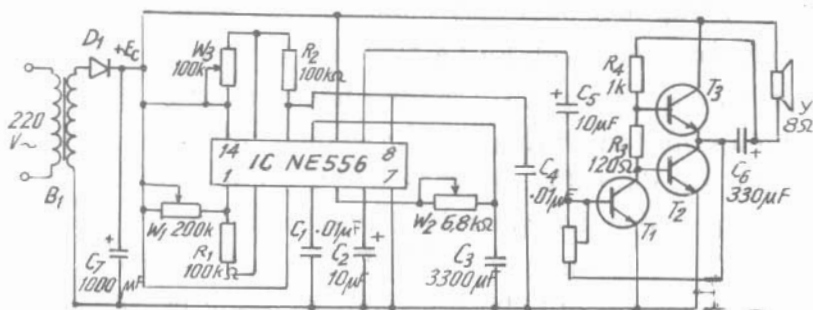 D1
+Ec
W3
100k
R2
100kΩ
220
V~
B1
14
8
IC NE556
1
7
W1 200k
R1
100kΩ
C7
1000 µF
C1 .01µF
C2
10µF
W2 6,8kΩ
C3
3300µF
C4
.01µF
C5
10µF
R4
1k
R3
120Ω
T1
T2
T3
C6
330µF
У
8Ω